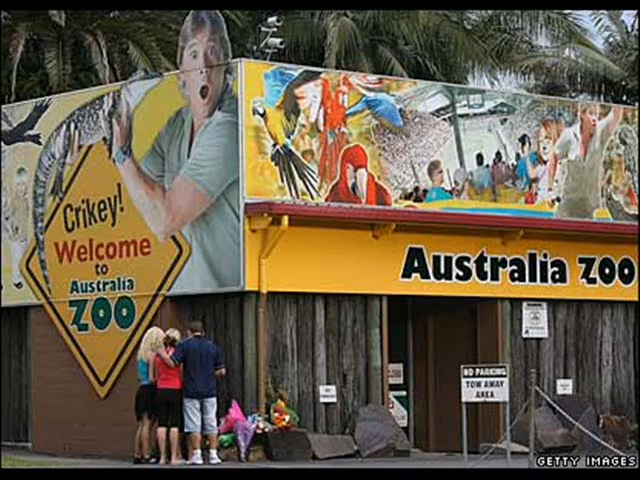 Crikey!
Welcome
to
Australia
ZOO
Australia ZOO
NO PARKING
TOW AWAY
AREA
GETTY IMAGES